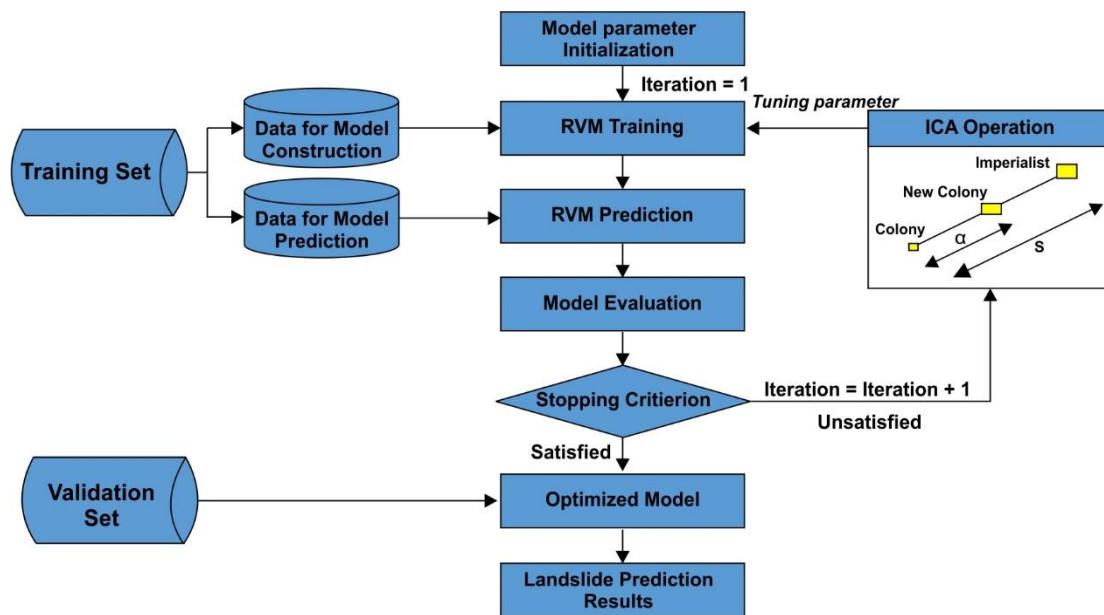 Model parameter
Initialization
Iteration = 1
Tuning parameter
Training Set
Data for Model
Construction
RVM Training
ICA Operation
Imperialist
New Colony
Colony
α
S
Data for Model
Prediction
RVM Prediction
Model Evaluation
Stopping Critierion
Iteration = Iteration + 1
Unsatisfied
Satisfied
Validation
Set
Optimized Model
Landslide Prediction
Results